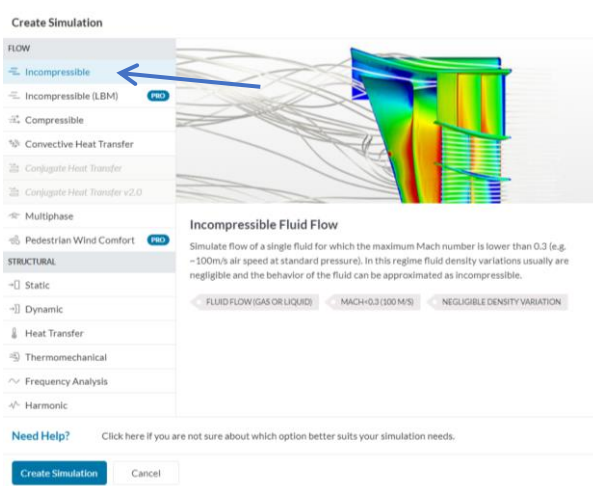 Create Simulation
FLOW
Incompressible
Incompressible (LBM) PRO
Compressible
Convective Heat Transfer
Conjugate Heat Transfer
Conjugate Heat Transfer v2.0
Multiphase
Pedestrian Wind Comfort PRO
STRUCTURAL
Static
Dynamic
Heat Transfer
Thermomechanical
Frequency Analysis
Harmonic
Incompressible Fluid Flow
Simulate flow of a single fluid for which the maximum Mach number is lower than 0.3 (e.g.
~100m/s air speed at standard pressure). In this regime fluid density variations usually are
negligible and the behavior of the fluid can be approximated as incompressible.
FLUID FLOW (GAS OR LIQUID) MACH<0.3 (100 M/S) NEGLIGIBLE DENSITY VARIATION
Need Help? Click here if you are not sure about which option better suits your simulation needs.
Create Simulation Cancel